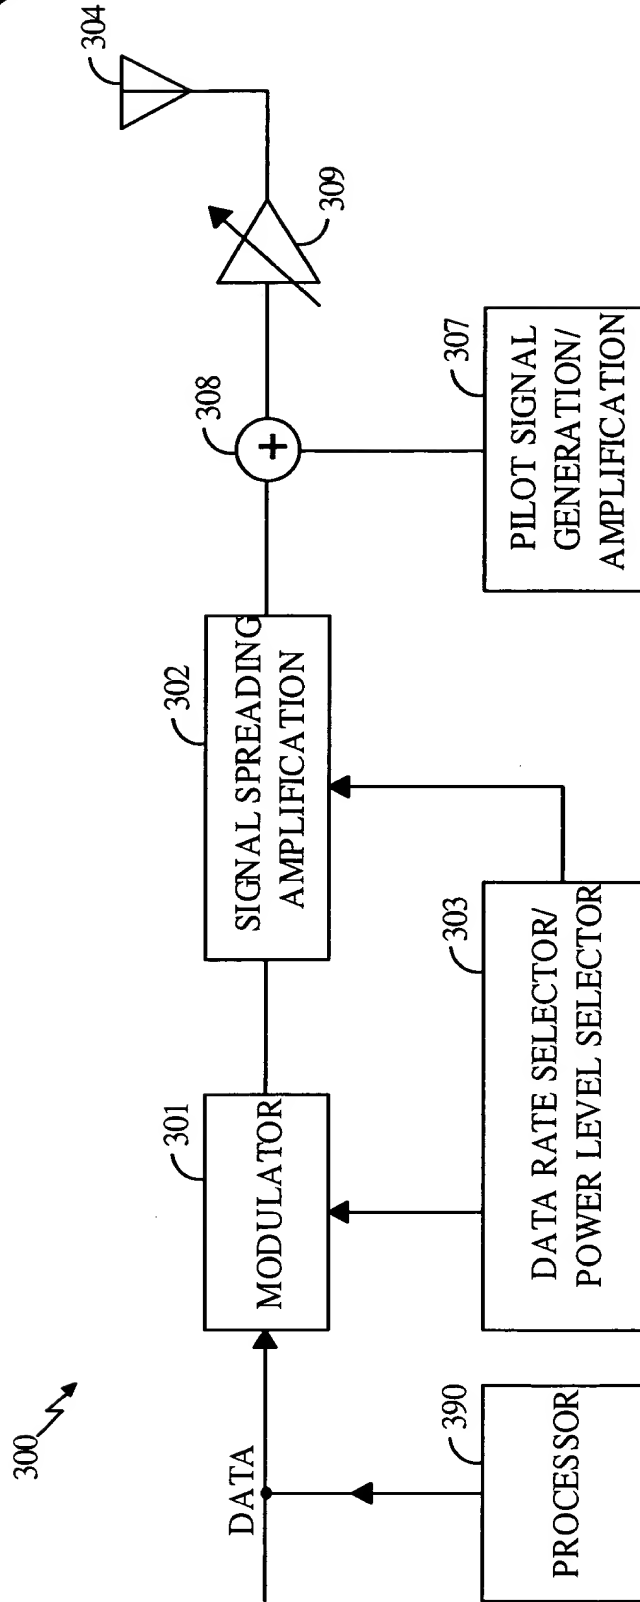 300
DATA
PROCESSOR
390
MODULATOR
301
DATA RATE SELECTOR/
POWER LEVEL SELECTOR
303
SIGNAL SPREADING
AMPLIFICATION
302
+
308
PILOT SIGNAL
GENERATION/
AMPLIFICATION
307
309
304